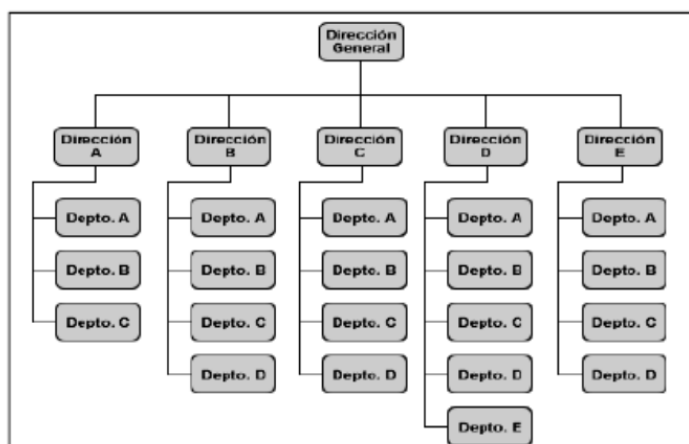 Dirección
General
Dirección
A
Dirección
B
Dirección
C
Dirección
D
Dirección
E
Depto. A
Depto. A
Depto. A
Depto. A
Depto. A
Depto. B
Depto. B
Depto. B
Depto. B
Depto. B
Depto. C
Depto. C
Depto. C
Depto. C
Depto. C
Depto. D
Depto. D
Depto. D
Depto. D
Depto. E